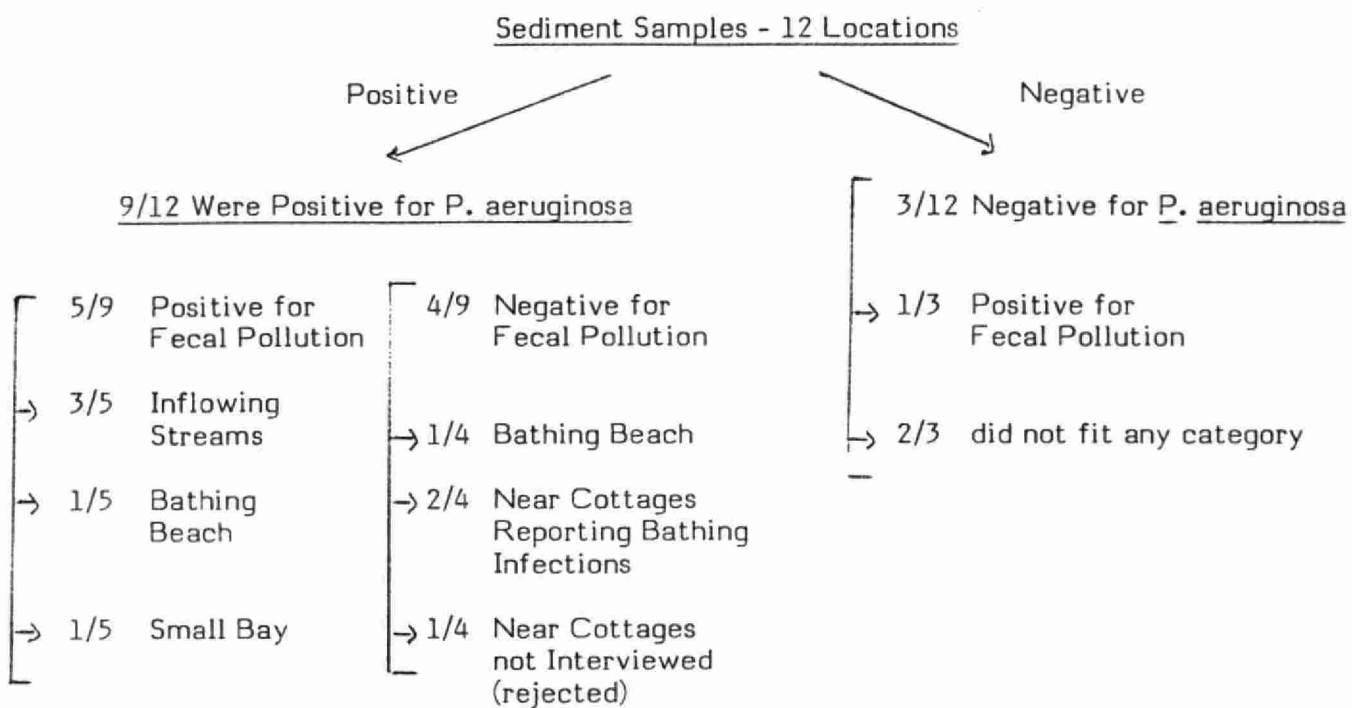 Sediment Samples - 12 Locations
Positive
Negative
9/12 Were Positive for P. aeruginosa
3/12 Negative for P. aeruginosa
5/9 Positive for
Fecal Pollution
3/5 Inflowing
Streams
1/5 Bathing
Beach
1/5 Small Bay
4/9 Negative for
Fecal Pollution
1/4 Bathing Beach
2/4 Near Cottages
Reporting Bathing
Infections
1/4 Near Cottages
not Interviewed
(rejected)
1/3 Positive for
Fecal Pollution
2/3 did not fit any category